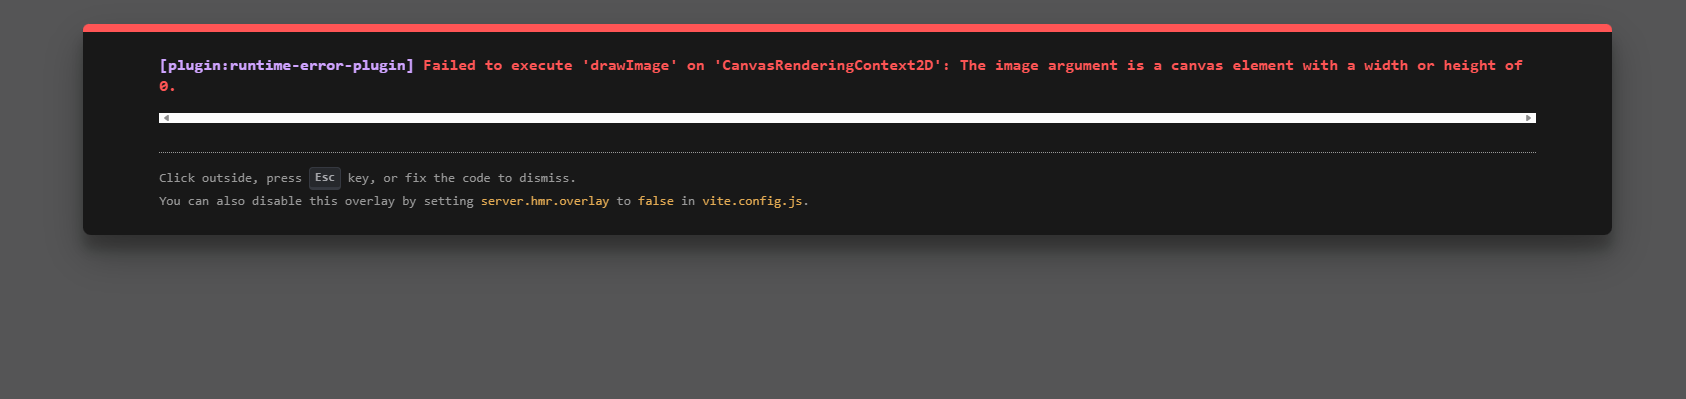 [plugin:runtime-error-plugin] Failed to execute 'drawImage' on 'CanvasRenderingContext2D': The image argument is a canvas element with a width or height of
0.
Click outside, press Esc key, or fix the code to dismiss.
You can also disable this overlay by setting server.hmr.overlay to false in vite.config.js.